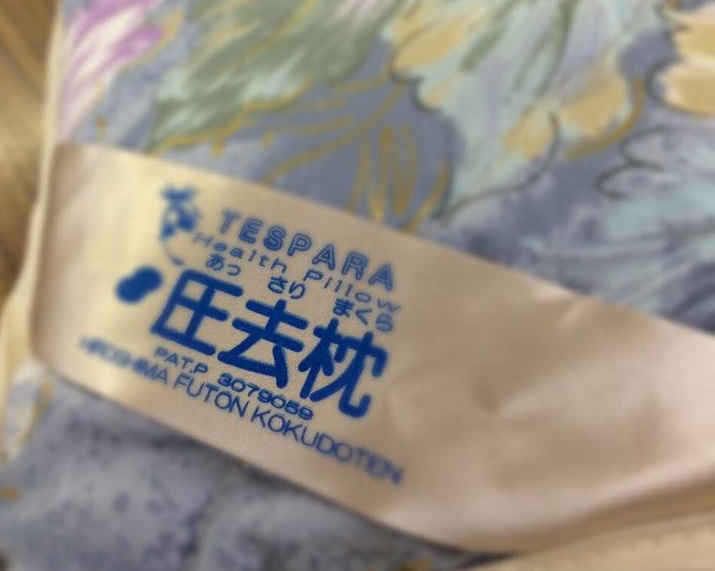 TESPARA
Health Pillow
あっ さり まくら
圧去枕
PAT.P 3079059
HIROSHIMA FUTON KOKUDOTEN